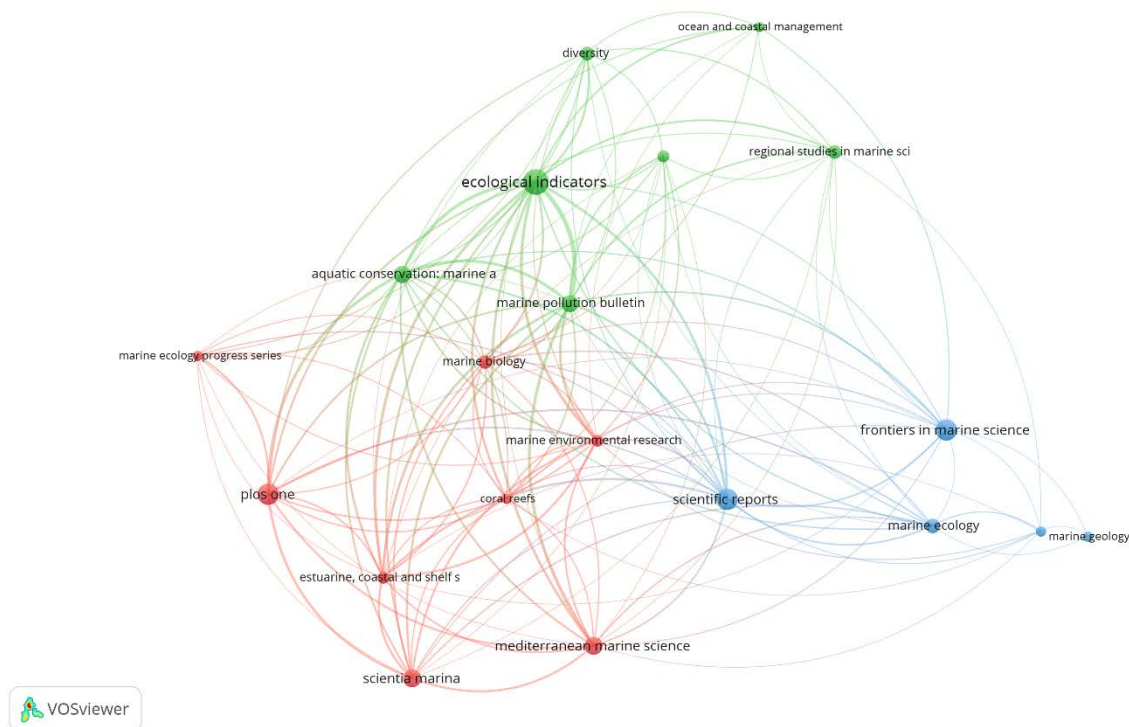 ocean and coastal management
diversity
regional studies in marine sci
ecological indicators
aquatic conservation: marine a
marine pollution bulletin
marine ecology progress series
marine biology
frontiers in marine science
marine environmental research
plos one
coral reefs
scientific reports
marine ecology
marine geology
estuarine, coastal and shelf s
mediterranean marine science
scientia marina
VOSviewer